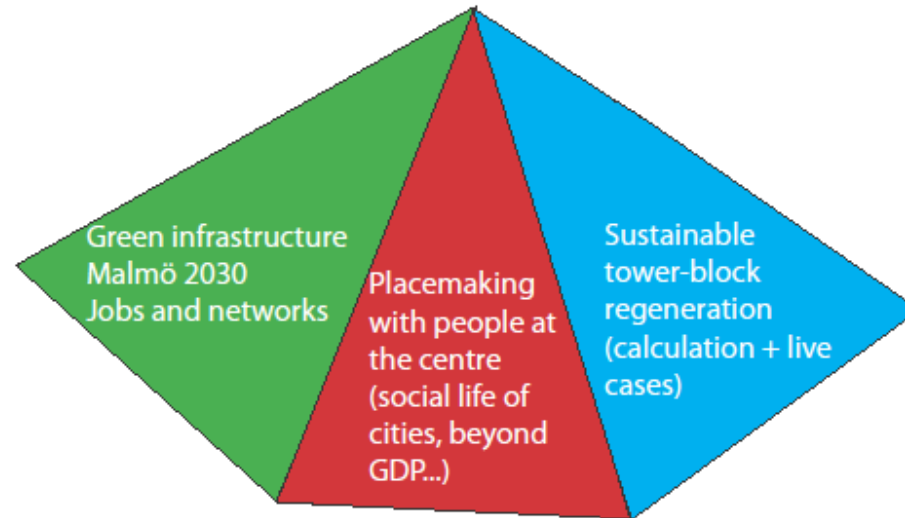 Green infrastructure
Malmö 2030
Jobs and networks
Placemaking
with people at
the centre
(social life of
cities, beyond
GDP...)
Sustainable
tower-block
regeneration
(calculation + live
cases)